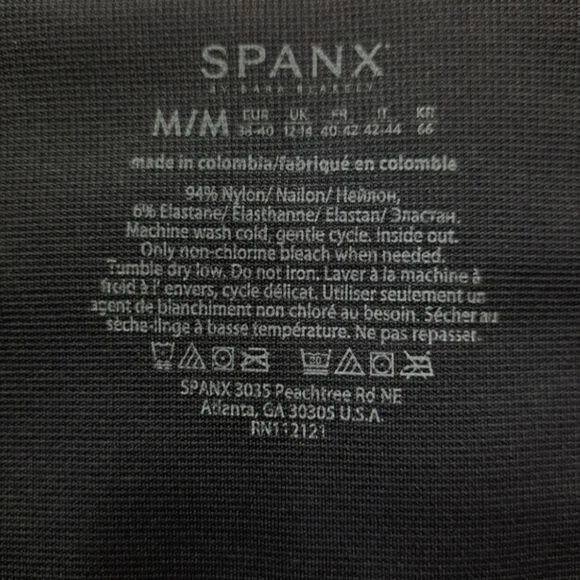 SPANX
BY SARA BLAKELY
M/M EUR 38-40 UK 12-14 FR 40-42 IT 42-44 KR 66
made in colombia/fabriqué en colombie
94% Nylon/ Nailon/ Нейлон,
6% Elastane/ Élasthanne/ Elastan/ Эластан.
Machine wash cold, gentle cycle. Inside out.
Only non-chlorine bleach when needed.
Tumble dry low. Do not iron. Laver à la machine à
froid à l' envers, cycle délicat. Utiliser seulement un
agent de blanchiment non chloré au besoin. Sécher au
sèche-linge à basse température. Ne pas repasser.
30
SPANX 3035 Peachtree Rd NE
Atlanta, GA 30305 U.S.A.
RN112121